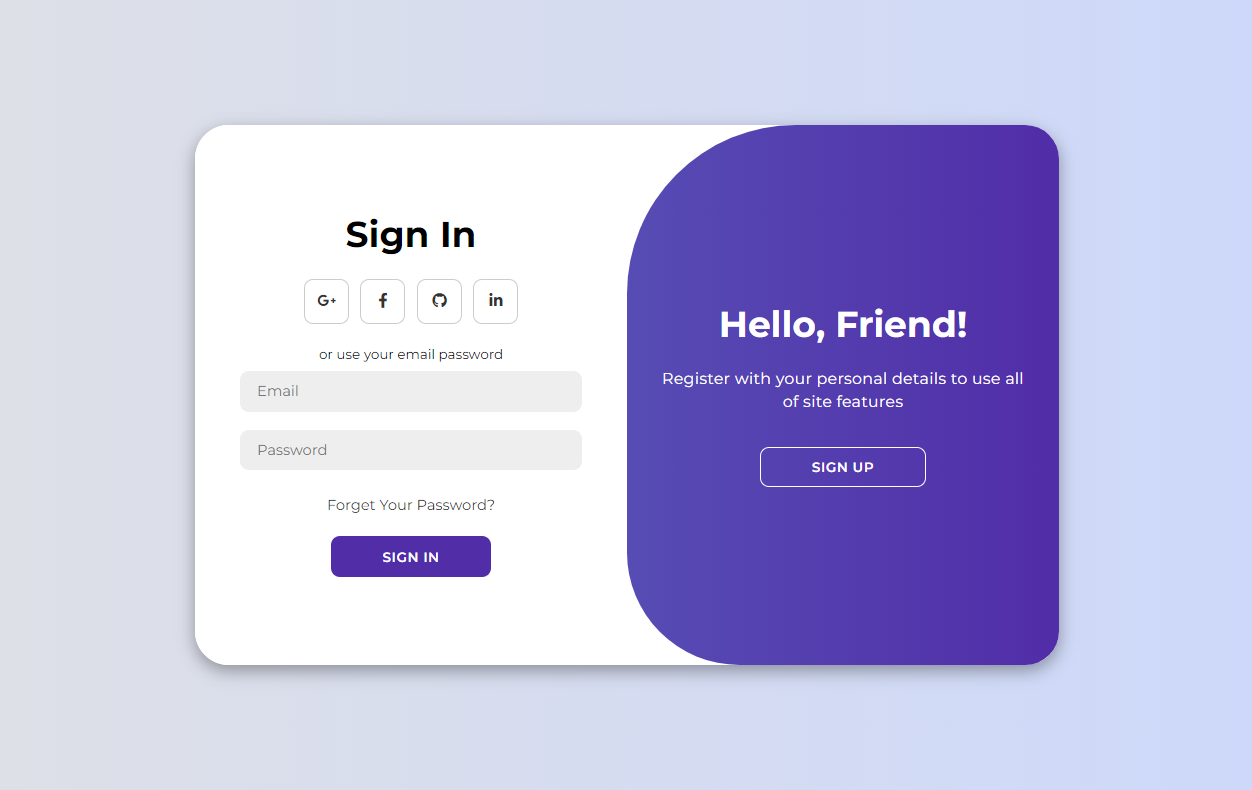 Sign In
G+
f
in
or use your email password
Email
Password
Forget Your Password?
SIGN IN
Hello, Friend!
Register with your personal details to use all
of site features
SIGN UP